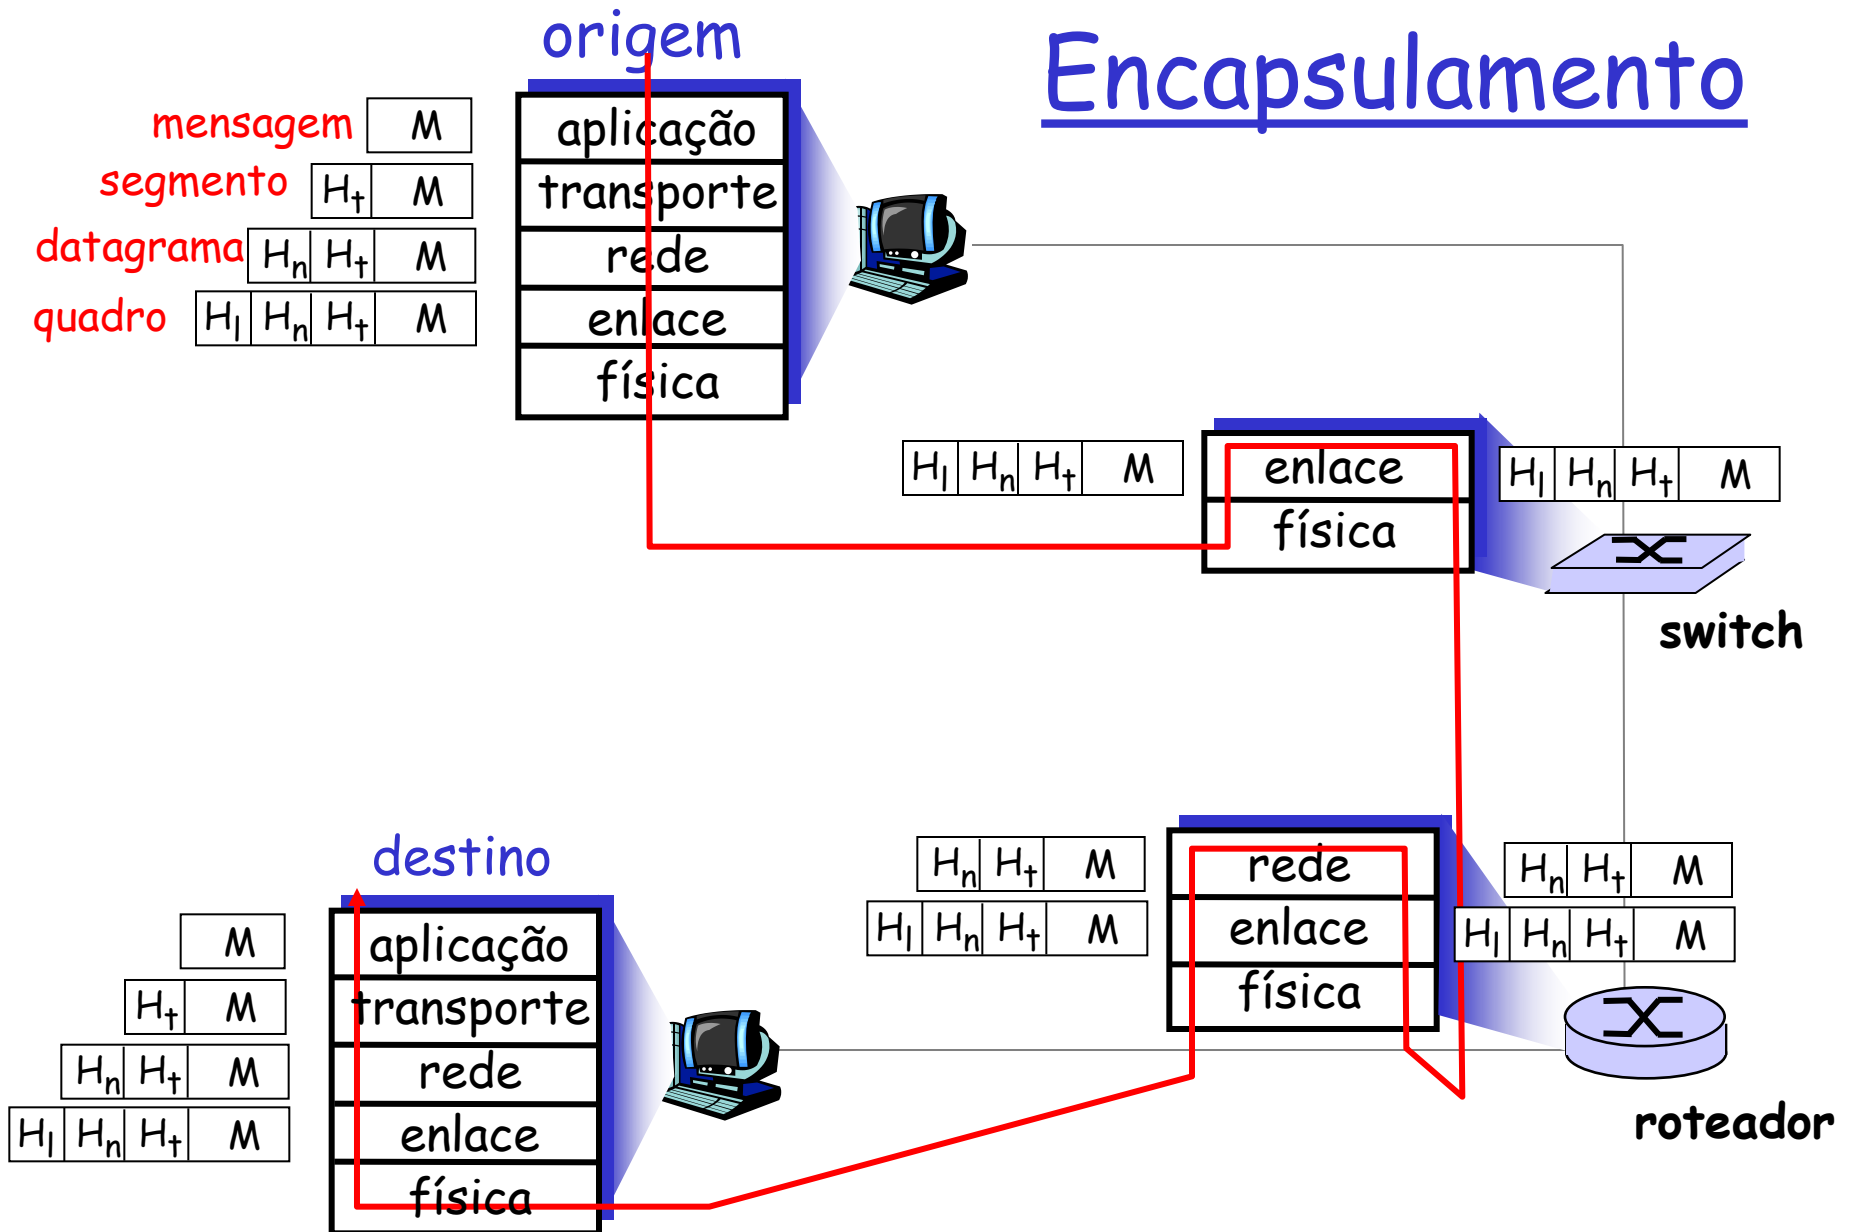 origem
Encapsulamento
mensagem M
segmento Ht M
datagrama Hn Ht M
quadro Hl Hn Ht M
aplicação
transporte
rede
enlace
física
Hl Hn Ht M
enlace
física
Hl Hn Ht M
switch
destino
M
Ht M
Hn Ht M
Hl Hn Ht M
aplicação
transporte
rede
enlace
física
Hn Ht M
Hl Hn Ht M
rede
enlace
física
Hn Ht M
Hl Hn Ht M
roteador